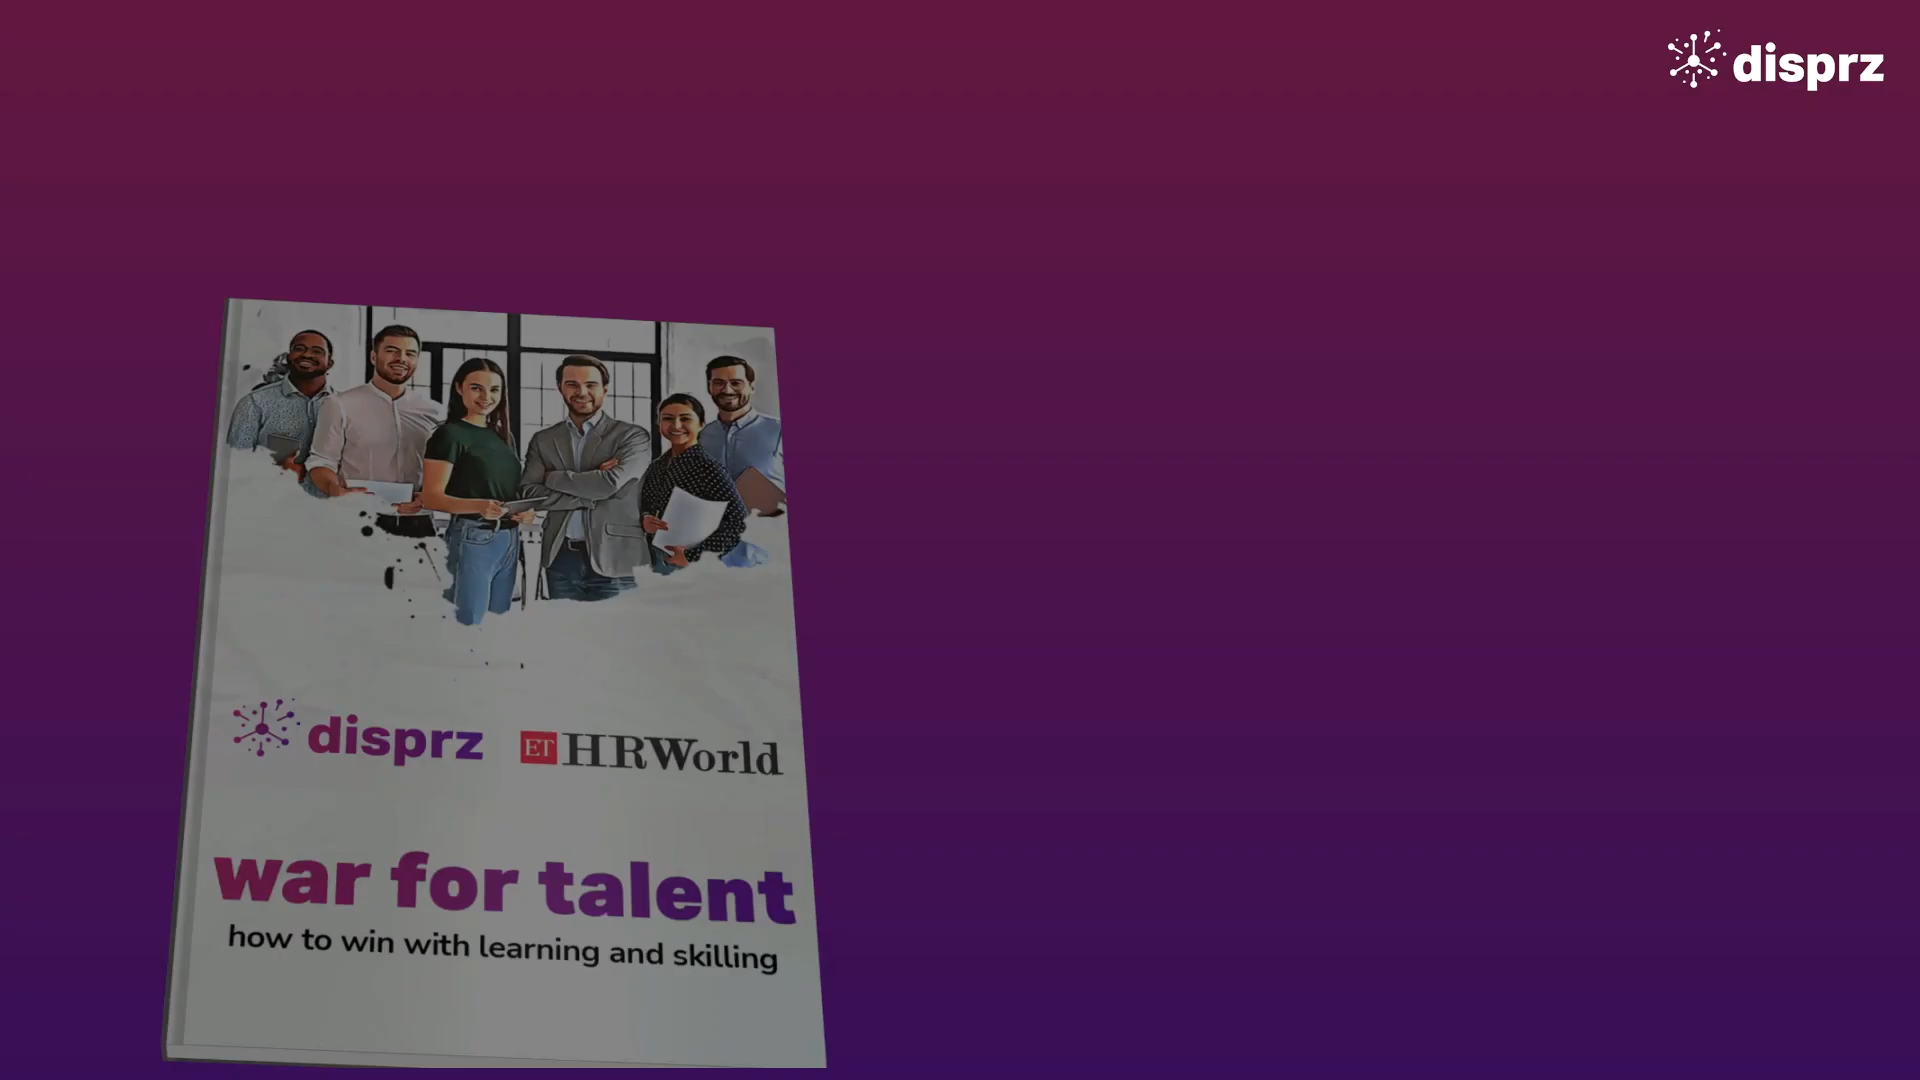 disprz
disprz
ET HRWorld
war for talent
how to win with learning and skilling